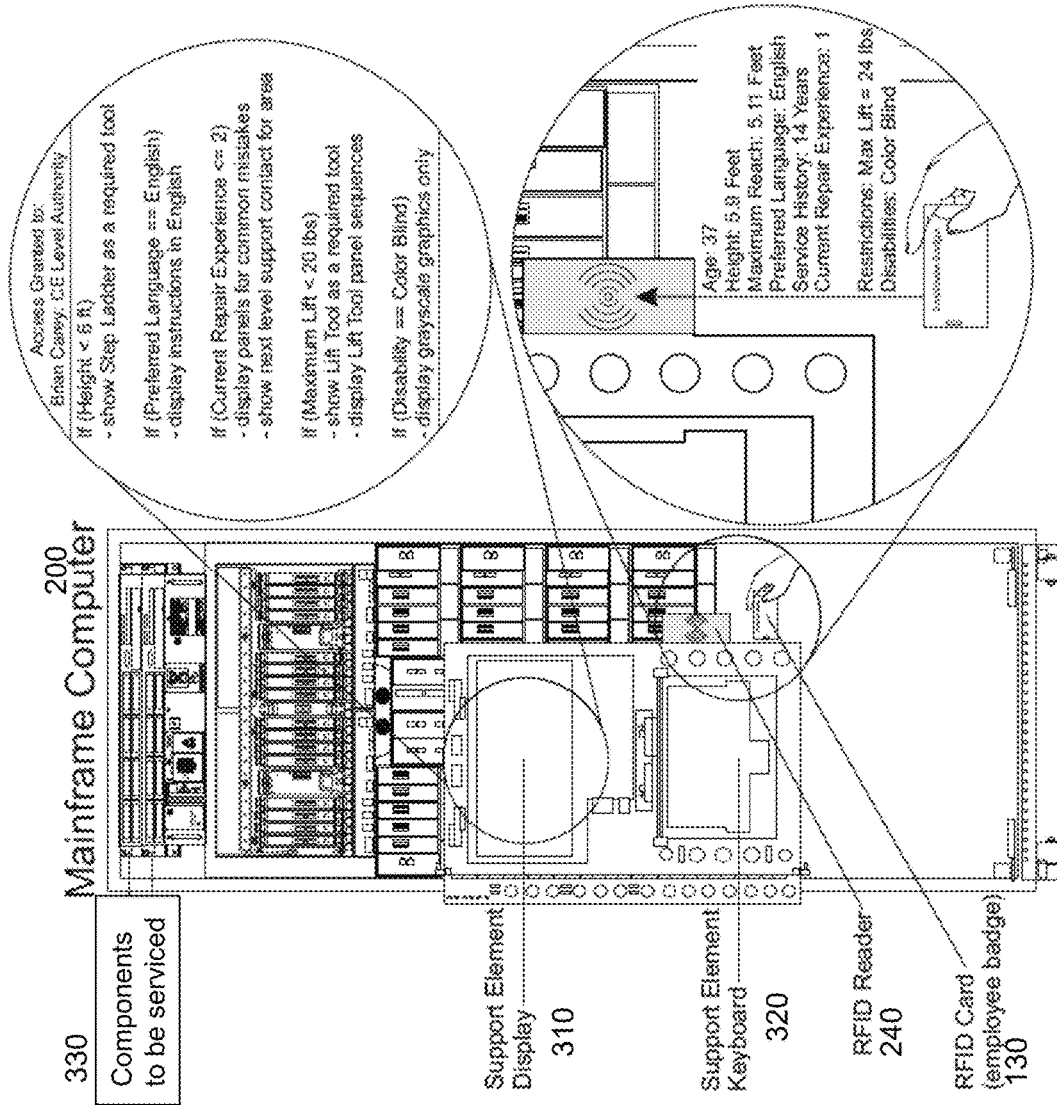 Mainframe Computer
200
330
Components
to be serviced
Support Element
Display
310
Support Element
Keyboard
320
RFID Reader
240
RFID Card
(employee badge)
130
Access Granted to:
Brian Carey: CE Level Authority
If (Height < 6 ft)
- show Step Ladder as a required tool
If (Preferred Language == English)
- display instructions in English
If (Current Repair Experience <= 2)
- display panels for common mistakes
- show next level support contact for area
If (Maximum Lift < 20 lbs)
- show Lift Tool as a required tool
- display Lift Tool panel sequences
If (Disability == Color Blind)
- display grayscale graphics only
Age: 37
Height: 5.9 Feet
Maximum Reach: 5.11 Feet
Preferred Language: English
Service History: 14 Years
Current Repair Experience: 1
Restrictions: Max Lift = 24 lbs
Disabilities: Color Blind